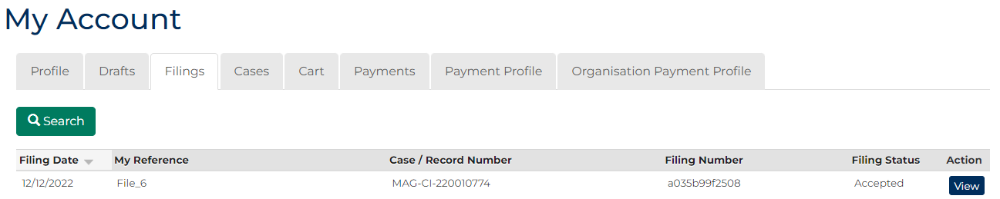 My Account
Profile Drafts Filings Cases Cart Payments Payment Profile Organisation Payment Profile
Search
Filing Date My Reference Case / Record Number Filing Number Filing Status Action
12/12/2022 File_6 MAG-CI-220010774 a035b99f2508 Accepted View